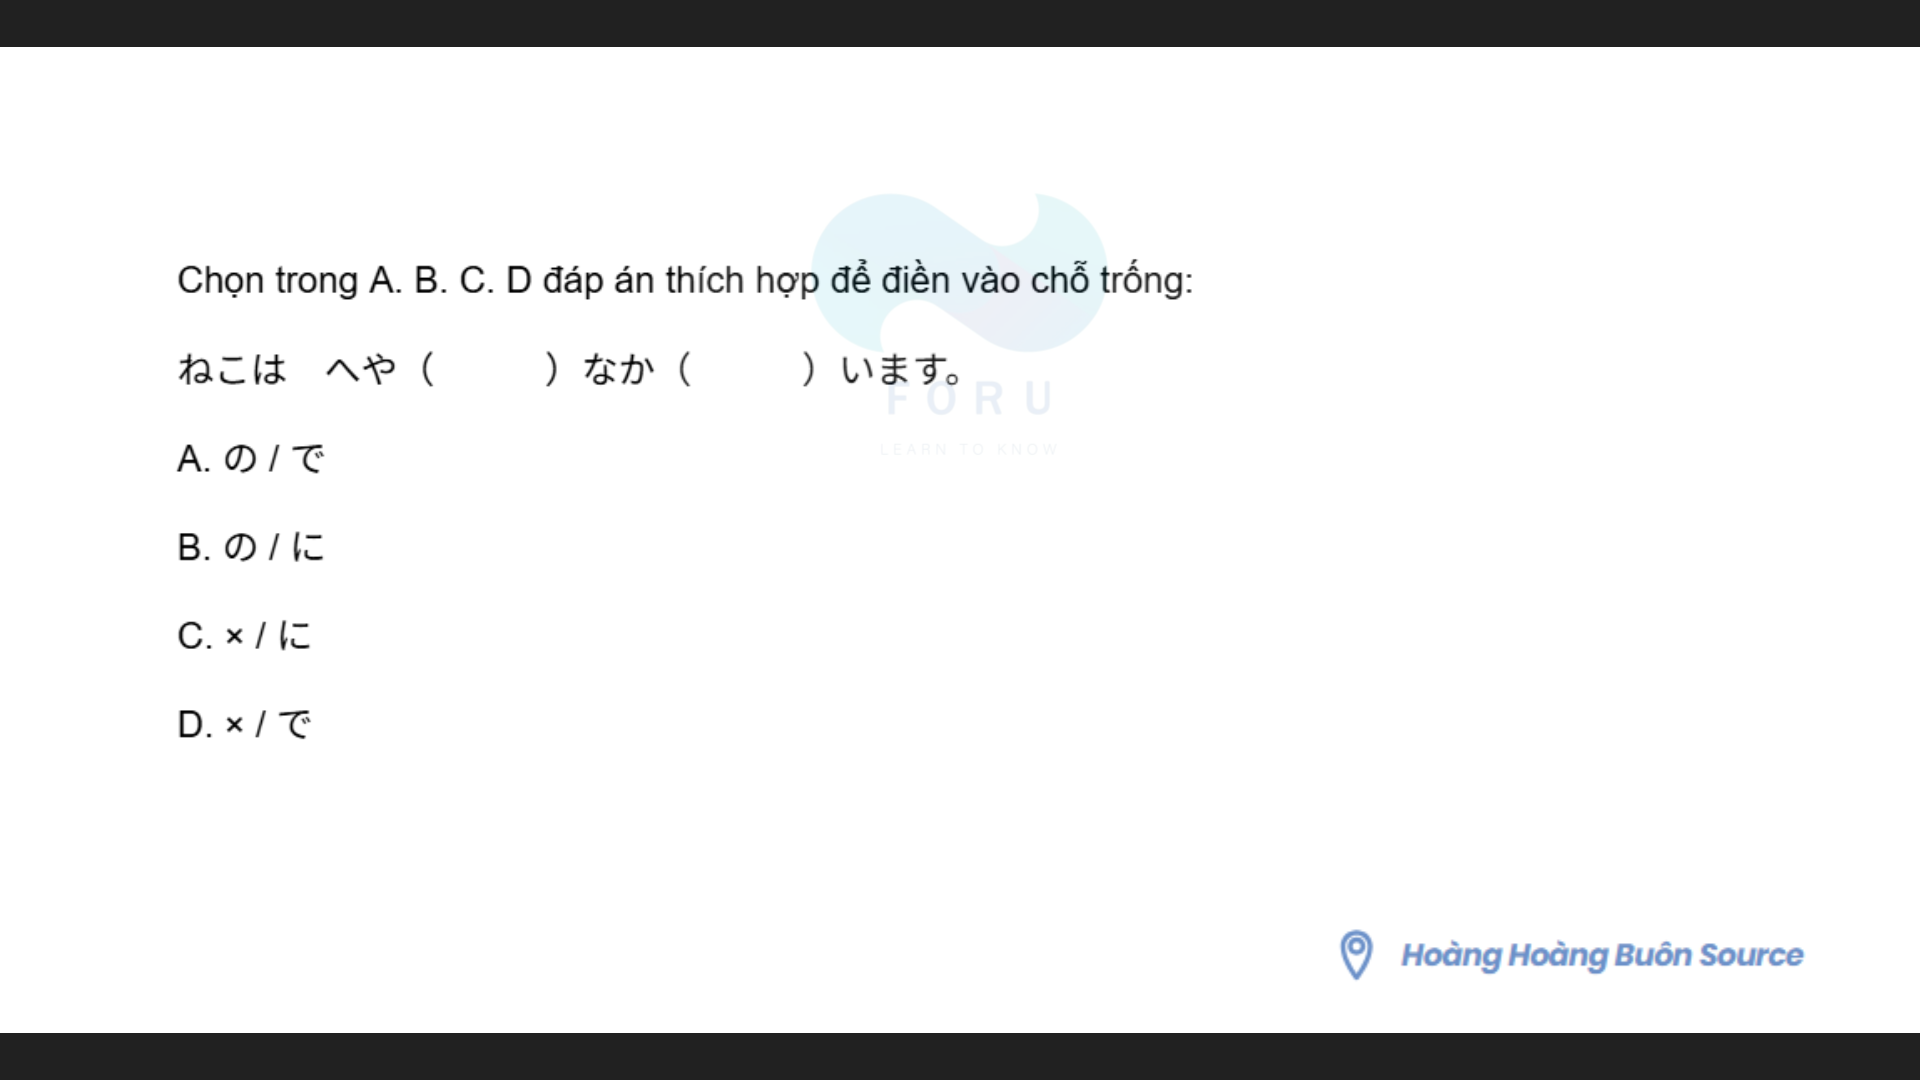 Chọn trong A. B. C. D đáp án thích hợp để điền vào chỗ trống:
ねこは　へや（　　　）なか（　　　）います。
FORU
LEARN TO KNOW
A. の / で
B. の / に
C. × / に
D. × / で
Hoàng Hoàng Buôn Source